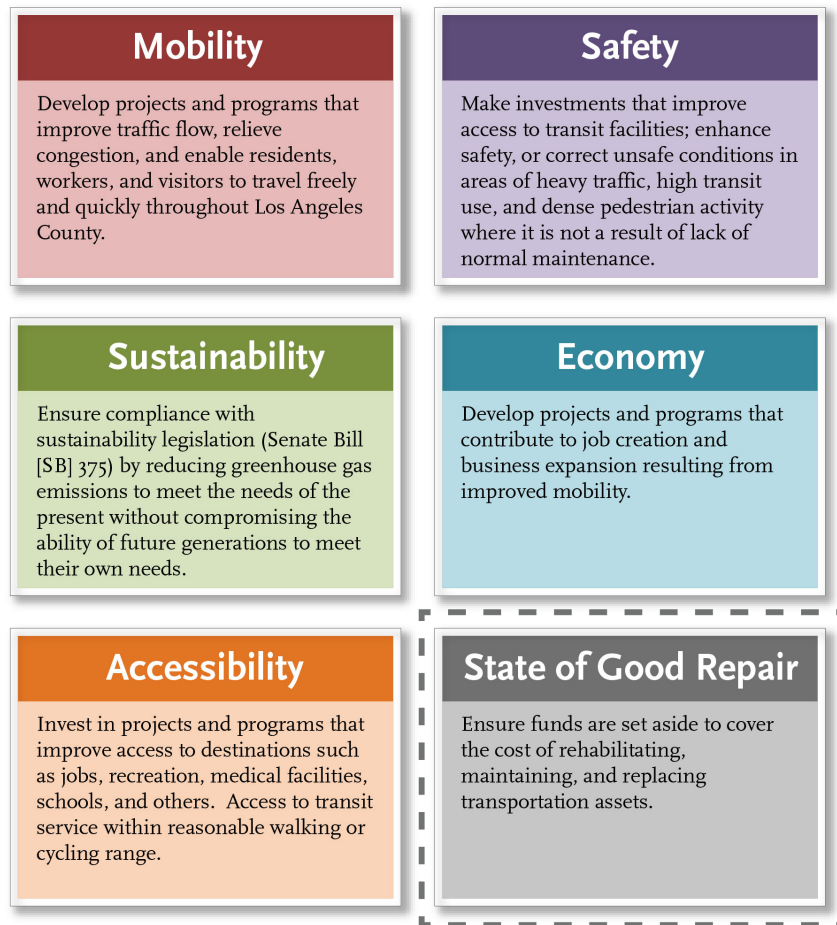 Mobility
Develop projects and programs that
improve traffic flow, relieve
congestion, and enable residents,
workers, and visitors to travel freely
and quickly throughout Los Angeles
County.
Safety
Make investments that improve
access to transit facilities; enhance
safety, or correct unsafe conditions in
areas of heavy traffic, high transit
use, and dense pedestrian activity
where it is not a result of lack of
normal maintenance.
Sustainability
Ensure compliance with
sustainability legislation (Senate Bill
[SB] 375) by reducing greenhouse gas
emissions to meet the needs of the
present without compromising the
ability of future generations to meet
their own needs.
Economy
Develop projects and programs that
contribute to job creation and
business expansion resulting from
improved mobility.
Accessibility
Invest in projects and programs that
improve access to destinations such
as jobs, recreation, medical facilities,
schools, and others.  Access to transit
service within reasonable walking or
cycling range.
State of Good Repair
Ensure funds are set aside to cover
the cost of rehabilitating,
maintaining, and replacing
transportation assets.